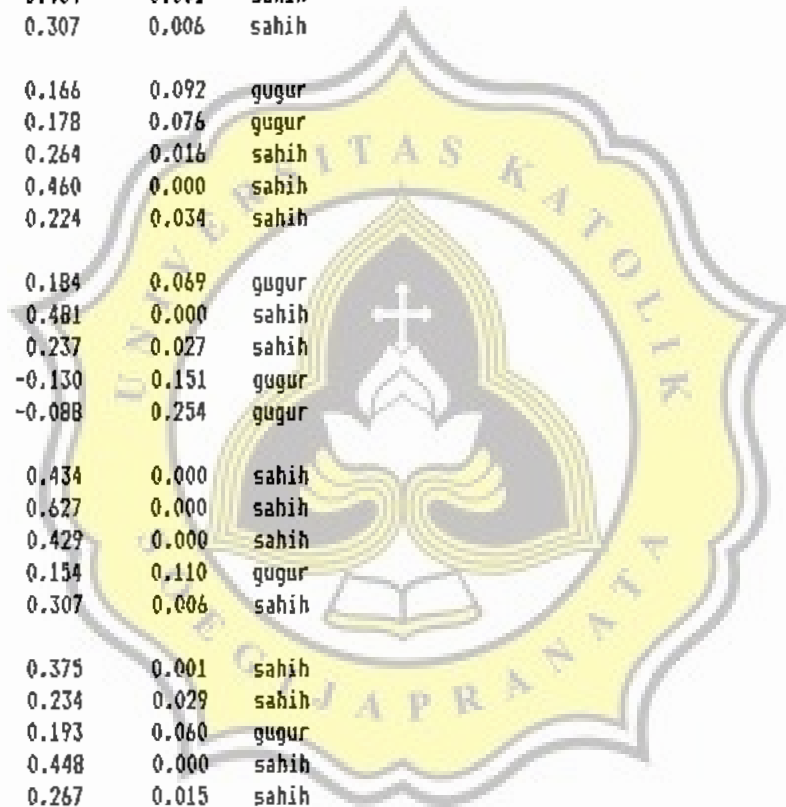 0.307 0.006 sahih
0.166 0.092 gugur
0.178 0.076 gugur
0.264 0.016 sahih
0.460 0.000 sahih
0.224 0.034 sahih
0.184 0.069 gugur
0.481 0.000 sahih
0.237 0.027 sahih
-0.130 0.151 gugur
-0.088 0.254 gugur
0.434 0.000 sahih
0.627 0.000 sahih
0.429 0.000 sahih
0.154 0.110 gugur
0.307 0.006 sahih
0.375 0.001 sahih
0.234 0.029 sahih
0.193 0.060 gugur
0.448 0.000 sahih
0.267 0.015 sahih
UNIVERSITAS KATOLIK
SOEGIJAPRANATA